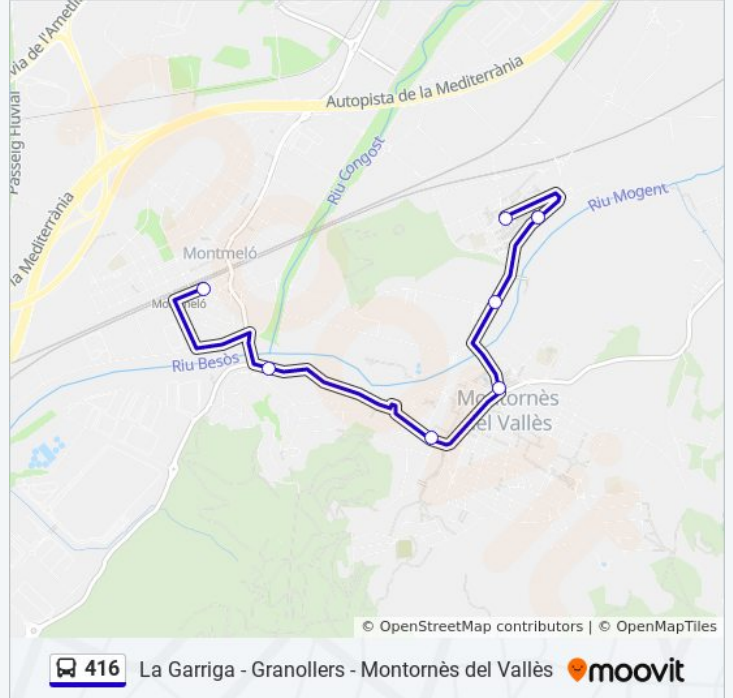 via de l'Ametll
Autopista de la Mediterrània
Passeig Fluvial
Riu Congost
Riu Mogent
la Mediterrània
Montmeló
Montmeló
Riu Besòs
Montornès
del Vallès
© OpenStreetMap contributors | © OpenMapTiles
416 La Garriga - Granollers - Montornès del Vallès moovit